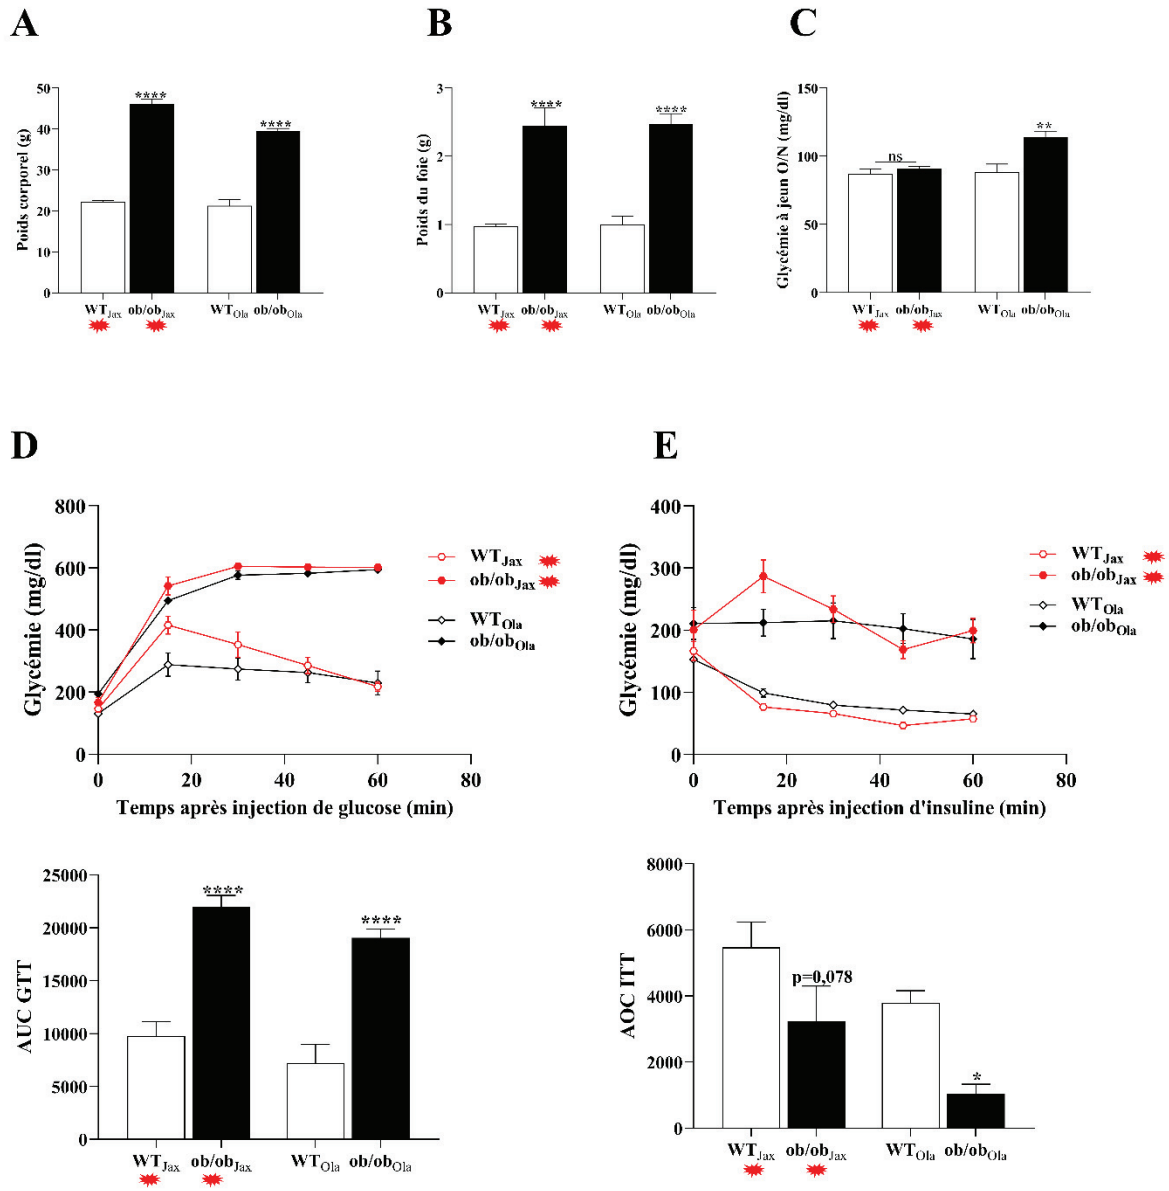 A
B
C
Poids corporel (g)
50
40
30
20
10
0
****
****
WTJax ob/obJax WTOla ob/obOla
Poids du foie (g)
3
2
1
0
****
****
WTJax ob/obJax WTOla ob/obOla
Glycémie à jeun O/N (mg/dl)
150
100
50
0
ns
**
WTJax ob/obJax WTOla ob/obOla
D
E
Glycémie (mg/dl)
800
600
400
200
0
0 20 40 60 80
Temps après injection de glucose (min)
WTJax
ob/obJax
WTOla
ob/obOla
Glycémie (mg/dl)
400
300
200
100
0
0 20 40 60 80
Temps après injection d'insuline (min)
WTJax
ob/obJax
WTOla
ob/obOla
AUC GTT
25000
20000
15000
10000
5000
0
****
****
WTJax ob/obJax WTOla ob/obOla
AOC ITT
8000
6000
4000
2000
0
p=0,078
*
WTJax ob/obJax WTOla ob/obOla